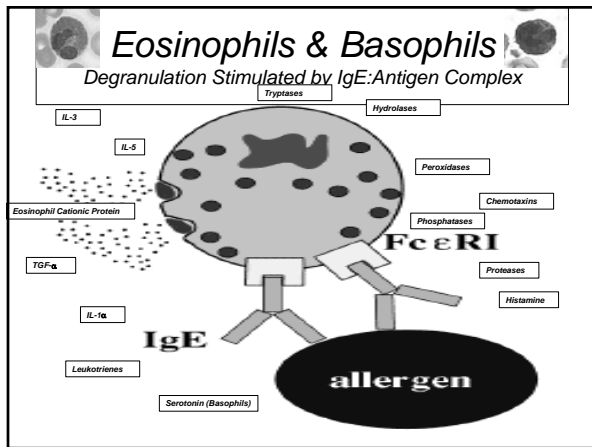 Eosinophils & Basophils
Degranulation Stimulated by IgE:Antigen Complex
Tryptases
Hydrolases
IL-3
IL-5
Peroxidases
Chemotaxins
Eosinophil Cationic Protein
Phosphatases
FcεRI
TGF-α
Proteases
Histamine
IL-1α
IgE
Leukotrienes
allergen
Serotonin (Basophils)